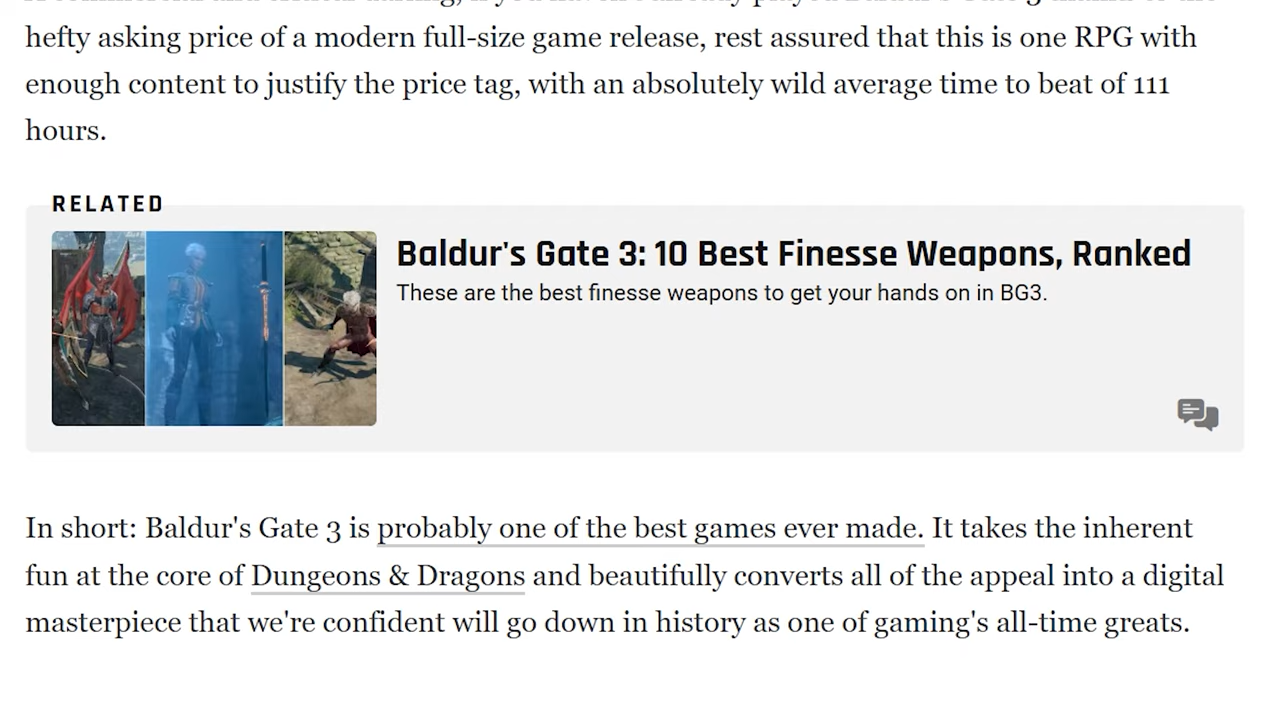 hefty asking price of a modern full-size game release, rest assured that this is one RPG with
enough content to justify the price tag, with an absolutely wild average time to beat of 111
hours.
RELATED
Baldur's Gate 3: 10 Best Finesse Weapons, Ranked
These are the best finesse weapons to get your hands on in BG3.
In short: Baldur's Gate 3 is probably one of the best games ever made. It takes the inherent
fun at the core of Dungeons & Dragons and beautifully converts all of the appeal into a digital
masterpiece that we're confident will go down in history as one of gaming's all-time greats.